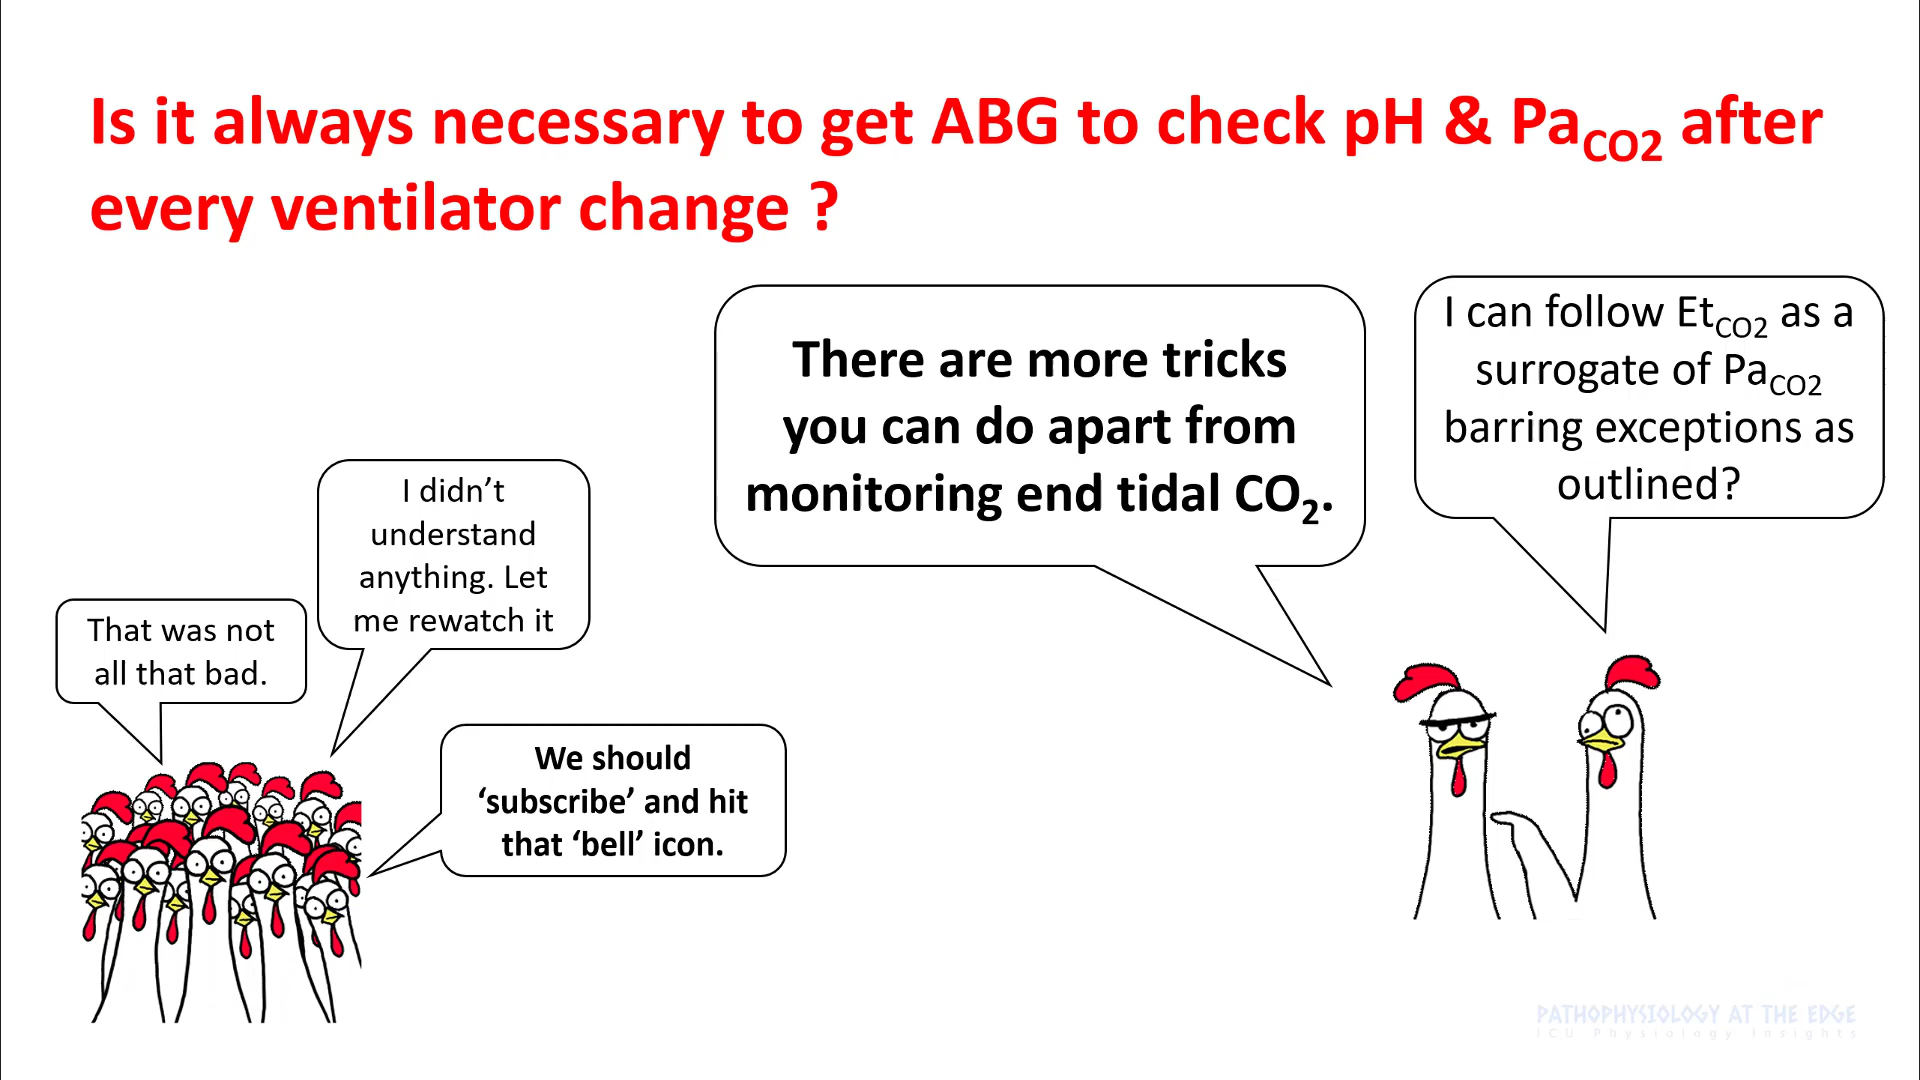 Is it always necessary to get ABG to check pH & PaCO2 after
every ventilator change ?
There are more tricks
you can do apart from
monitoring end tidal CO2.
I can follow EtCO2 as a
surrogate of PaCO2
barring exceptions as
outlined?
I didn’t
understand
anything. Let
me rewatch it
That was not
all that bad.
We should
‘subscribe’ and hit
that ‘bell’ icon.
PATHOPHYSIOLOGY AT THE EDGE
ICU Physiology Insights